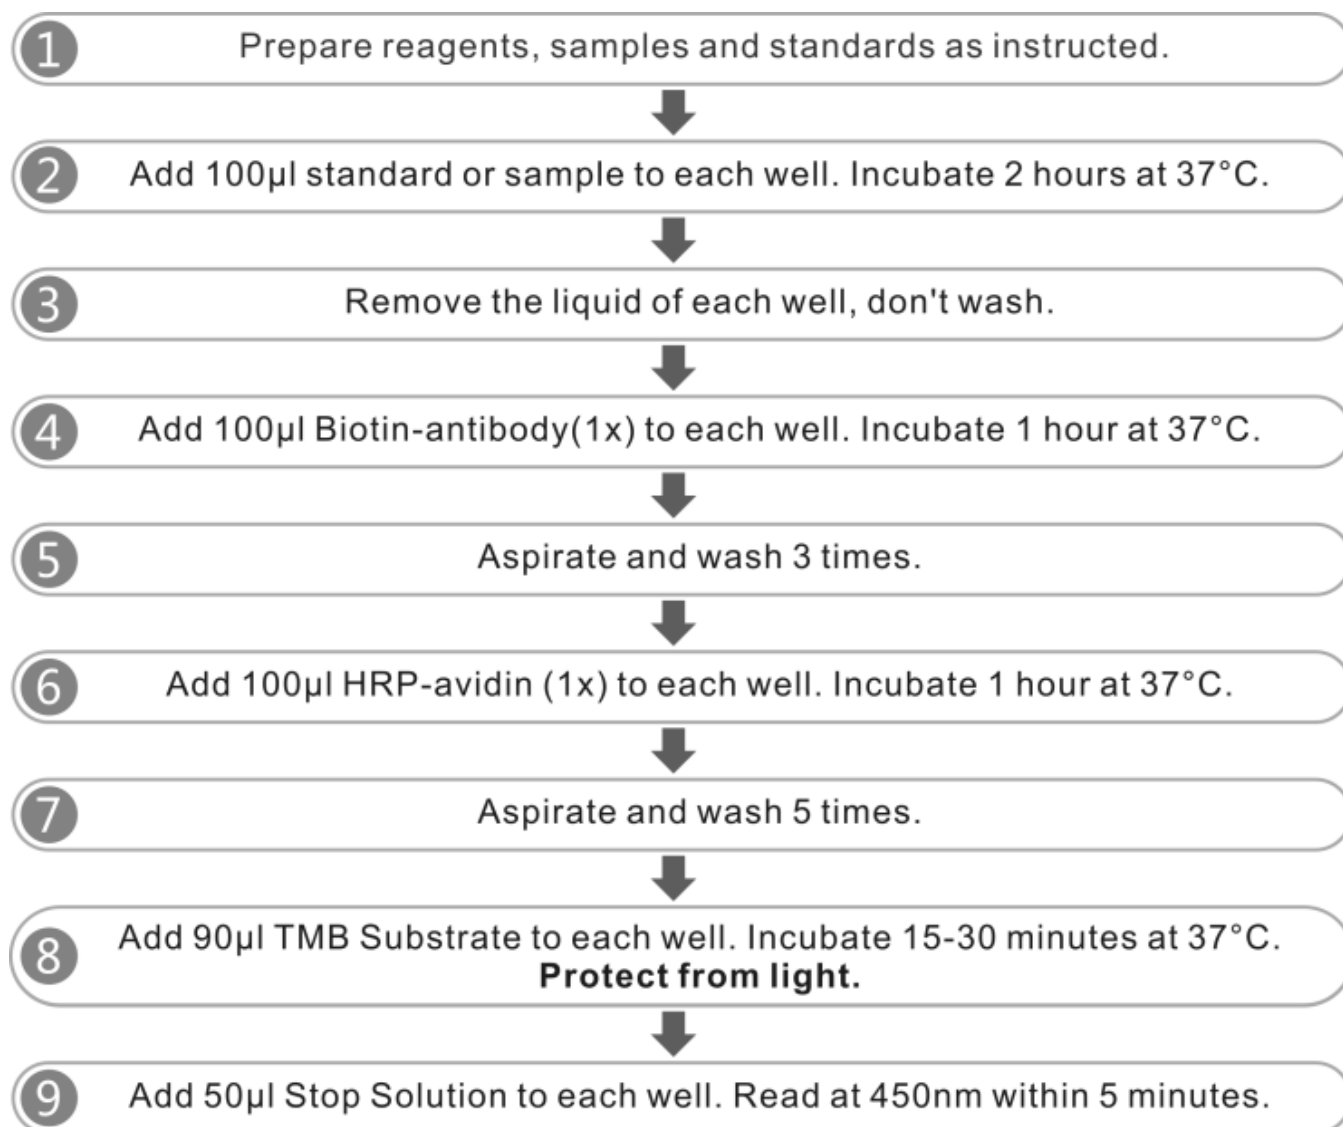 1 Prepare reagents, samples and standards as instructed.
2 Add 100µl standard or sample to each well. Incubate 2 hours at 37°C.
3 Remove the liquid of each well, don't wash.
4 Add 100µl Biotin-antibody(1x) to each well. Incubate 1 hour at 37°C.
5 Aspirate and wash 3 times.
6 Add 100µl HRP-avidin (1x) to each well. Incubate 1 hour at 37°C.
7 Aspirate and wash 5 times.
8 Add 90µl TMB Substrate to each well. Incubate 15-30 minutes at 37°C.
Protect from light.
9 Add 50µl Stop Solution to each well. Read at 450nm within 5 minutes.